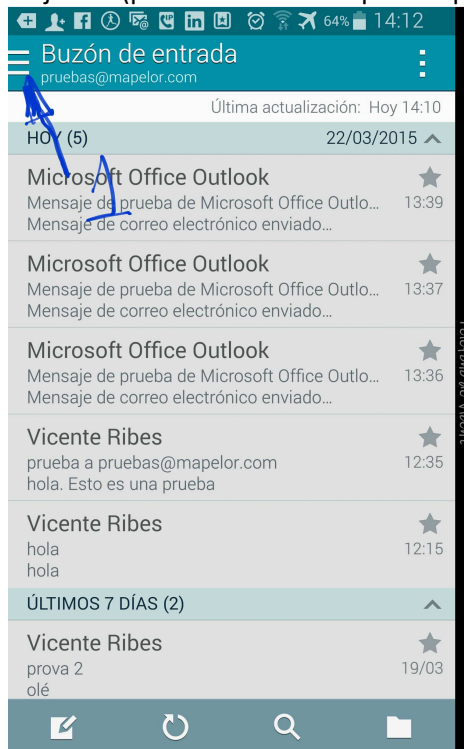 64% 14:12
Buzón de entrada
pruebas@mapelor.com
Última actualización: Hoy 14:10
HOY (5) 22/03/2015
1
Microsoft Office Outlook
Mensaje de prueba de Microsoft Office Outlo... 13:39
Mensaje de correo electrónico enviado...
Microsoft Office Outlook
Mensaje de prueba de Microsoft Office Outlo... 13:37
Mensaje de correo electrónico enviado...
Microsoft Office Outlook
Mensaje de prueba de Microsoft Office Outlo... 13:36
Mensaje de correo electrónico enviado...
Vicente Ribes
prueba a pruebas@mapelor.com 12:35
hola. Esto es una prueba
Vicente Ribes
hola 12:15
hola
ÚLTIMOS 7 DÍAS (2)
Vicente Ribes
prova 2 19/03
olé